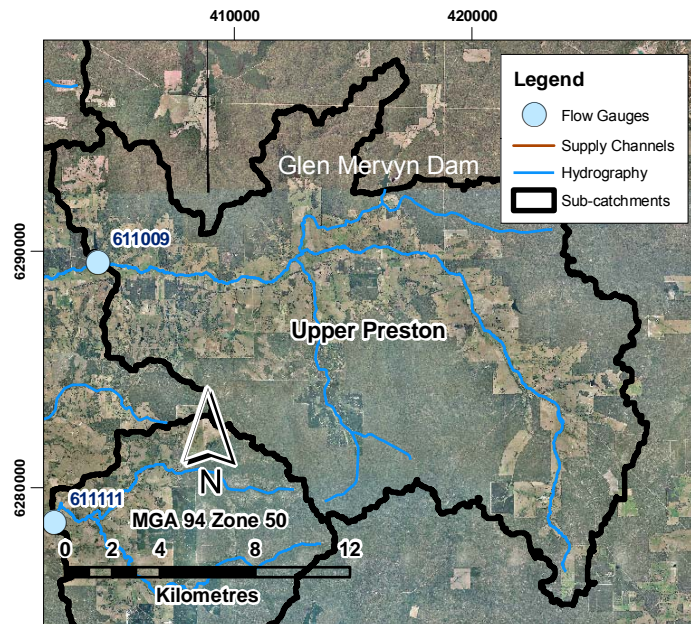 410000
420000
Legend
Flow Gauges
Supply Channels
Hydrography
Sub-catchments
Glen Mervyn Dam
6290000
611009
Upper Preston
N
6280000
611111
MGA 94 Zone 50
0 2 4 8 12
Kilometres